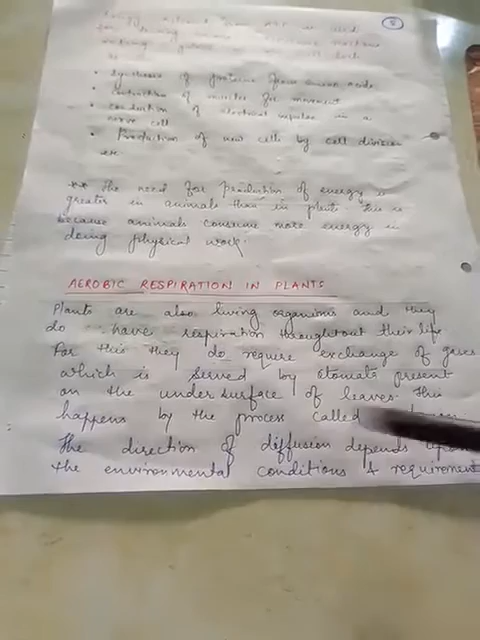 5
• Synthesis of proteins from amino acids
• contraction of muscles for movement
• conduction of electrical impulse in a
nerve cell
• Production of new cells by cell division
etc.
** The need for production of energy is
greater in animals than in plants. This is
because animals consume more energy in
doing physical work.
AEROBIC RESPIRATION IN PLANTS
Plants are also living organisms and they
do have respiration throughout their life
For this they do require exchange of gases
which is served by stomata present
on the under surface of leaves. This
happens by the process called
The direction of diffusion depends upon
the environmental conditions & requirement